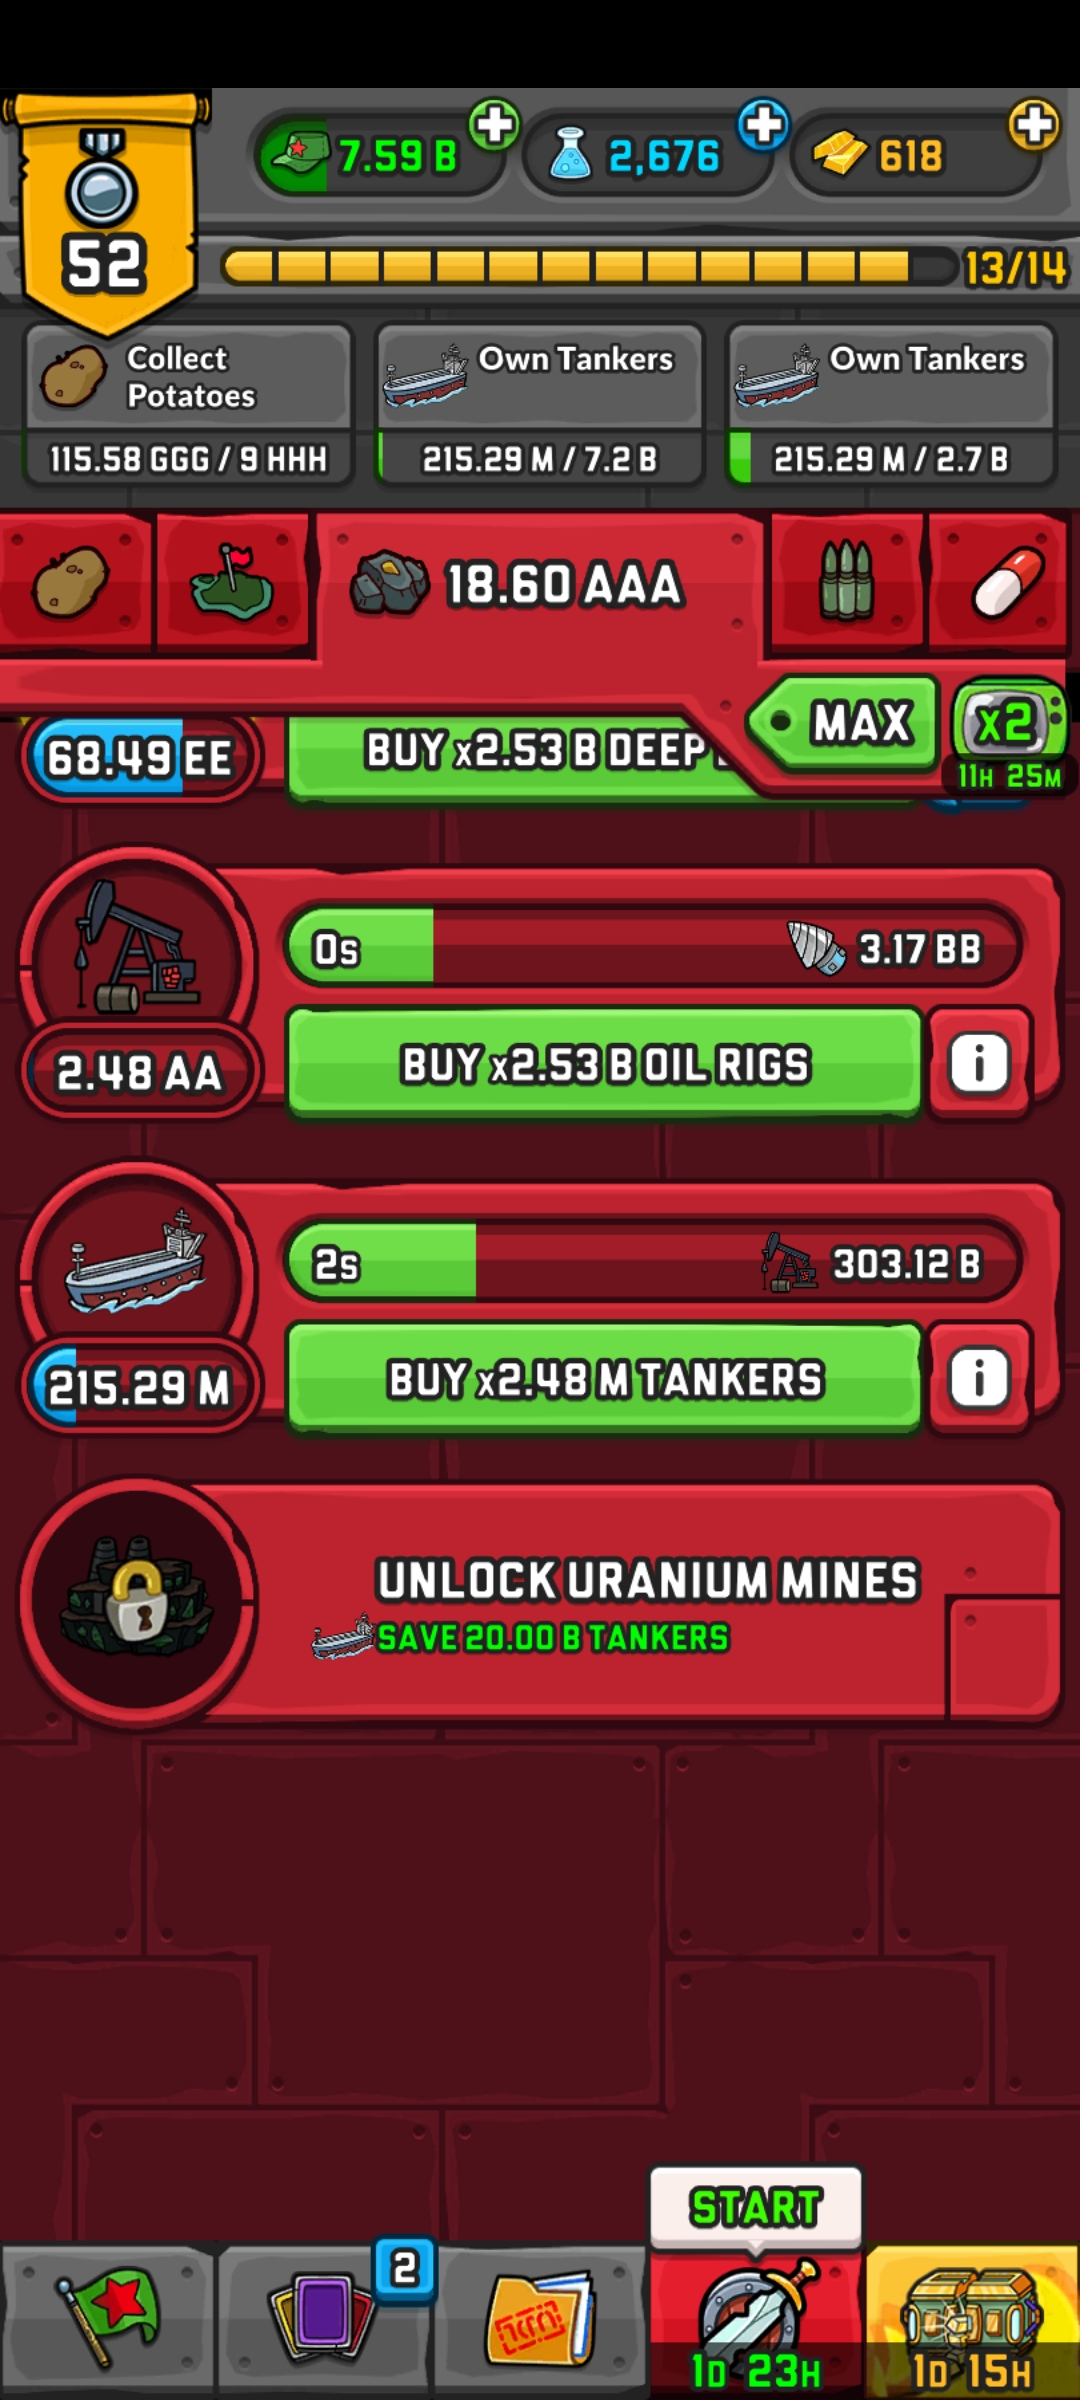 7.59 B
2,676
618
52
13/14
Collect
Potatoes
115.58 GGG / 9 HHH
Own Tankers
215.29 M / 7.2 B
Own Tankers
215.29 M / 2.7 B
18.60 AAA
MAX
x2
11H 25M
68.49 EE
BUY x2.53 B DEEP
0s
3.17 BB
2.48 AA
BUY x2.53 B OIL RIGS
i
2s
303.12 B
215.29 M
BUY x2.48 M TANKERS
i
UNLOCK URANIUM MINES
SAVE 20.00 B TANKERS
START
2
1D 23H
1D 15H